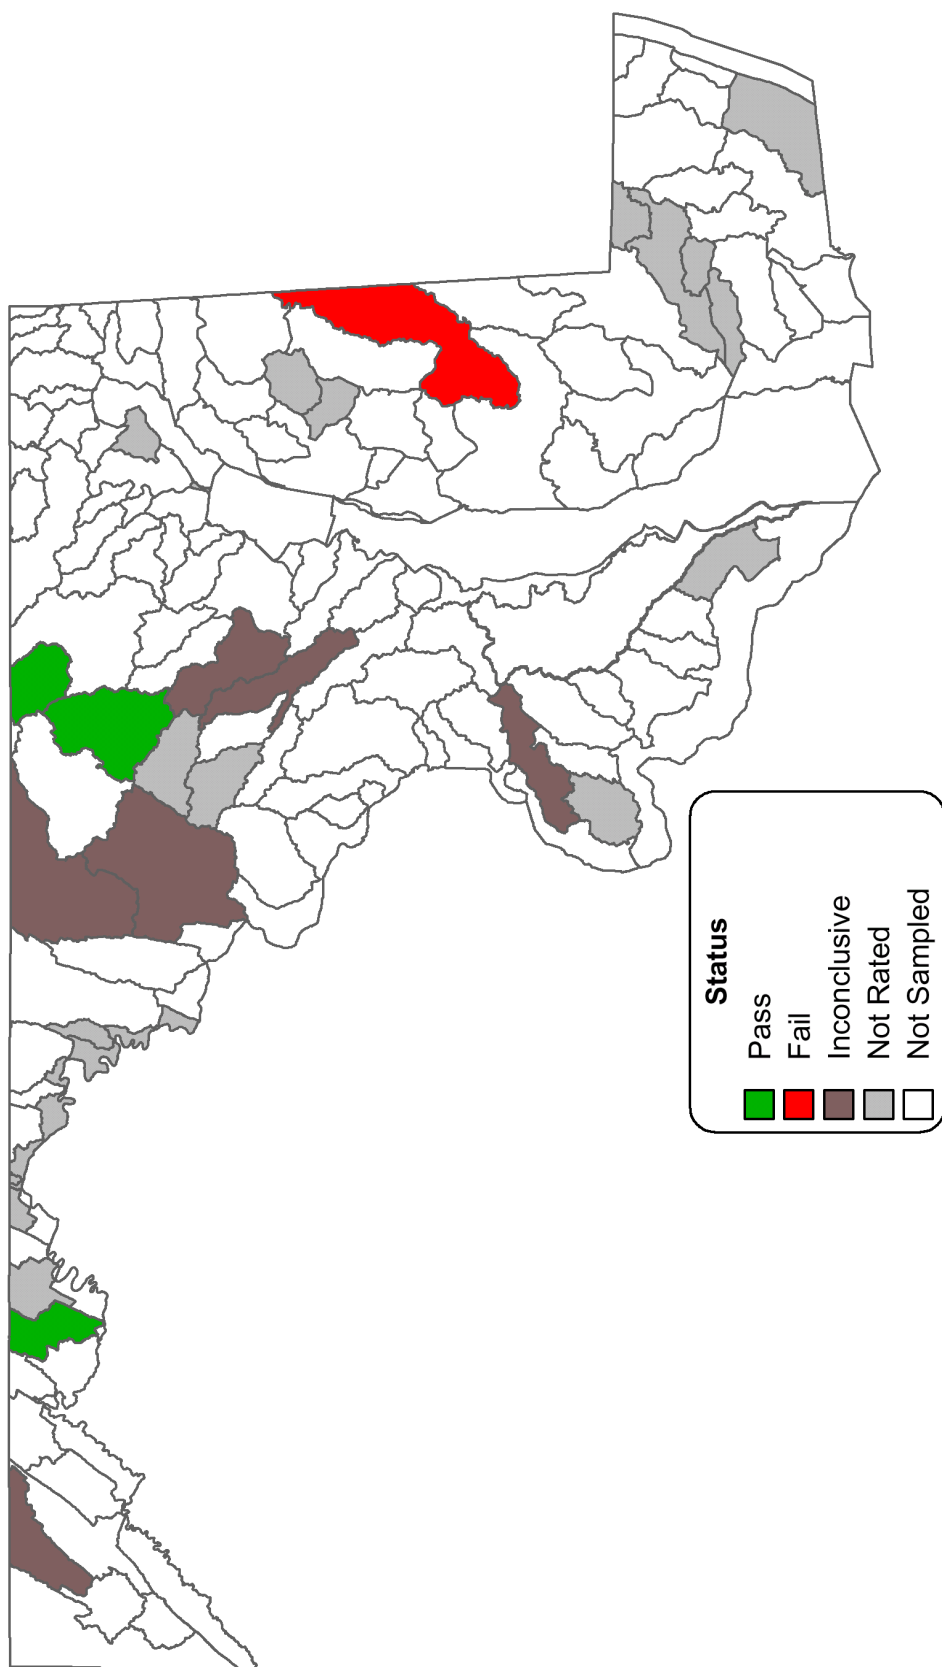 Status
Pass
Fail
Inconclusive
Not Rated
Not Sampled